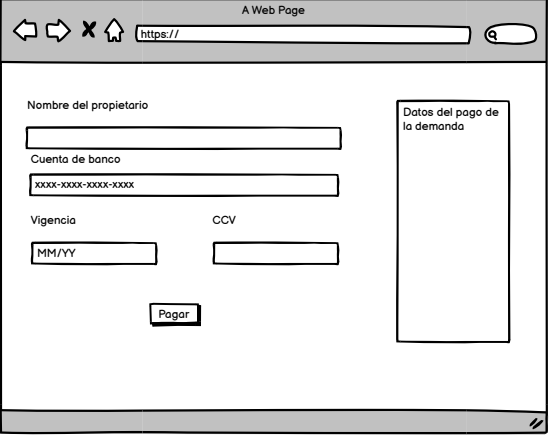 A Web Page
https://
Nombre del propietario
Cuenta de banco
xxxx-xxxx-xxxx-xxxx
Vigencia
CCV
MM/YY
Pagar
Datos del pago de
la demanda